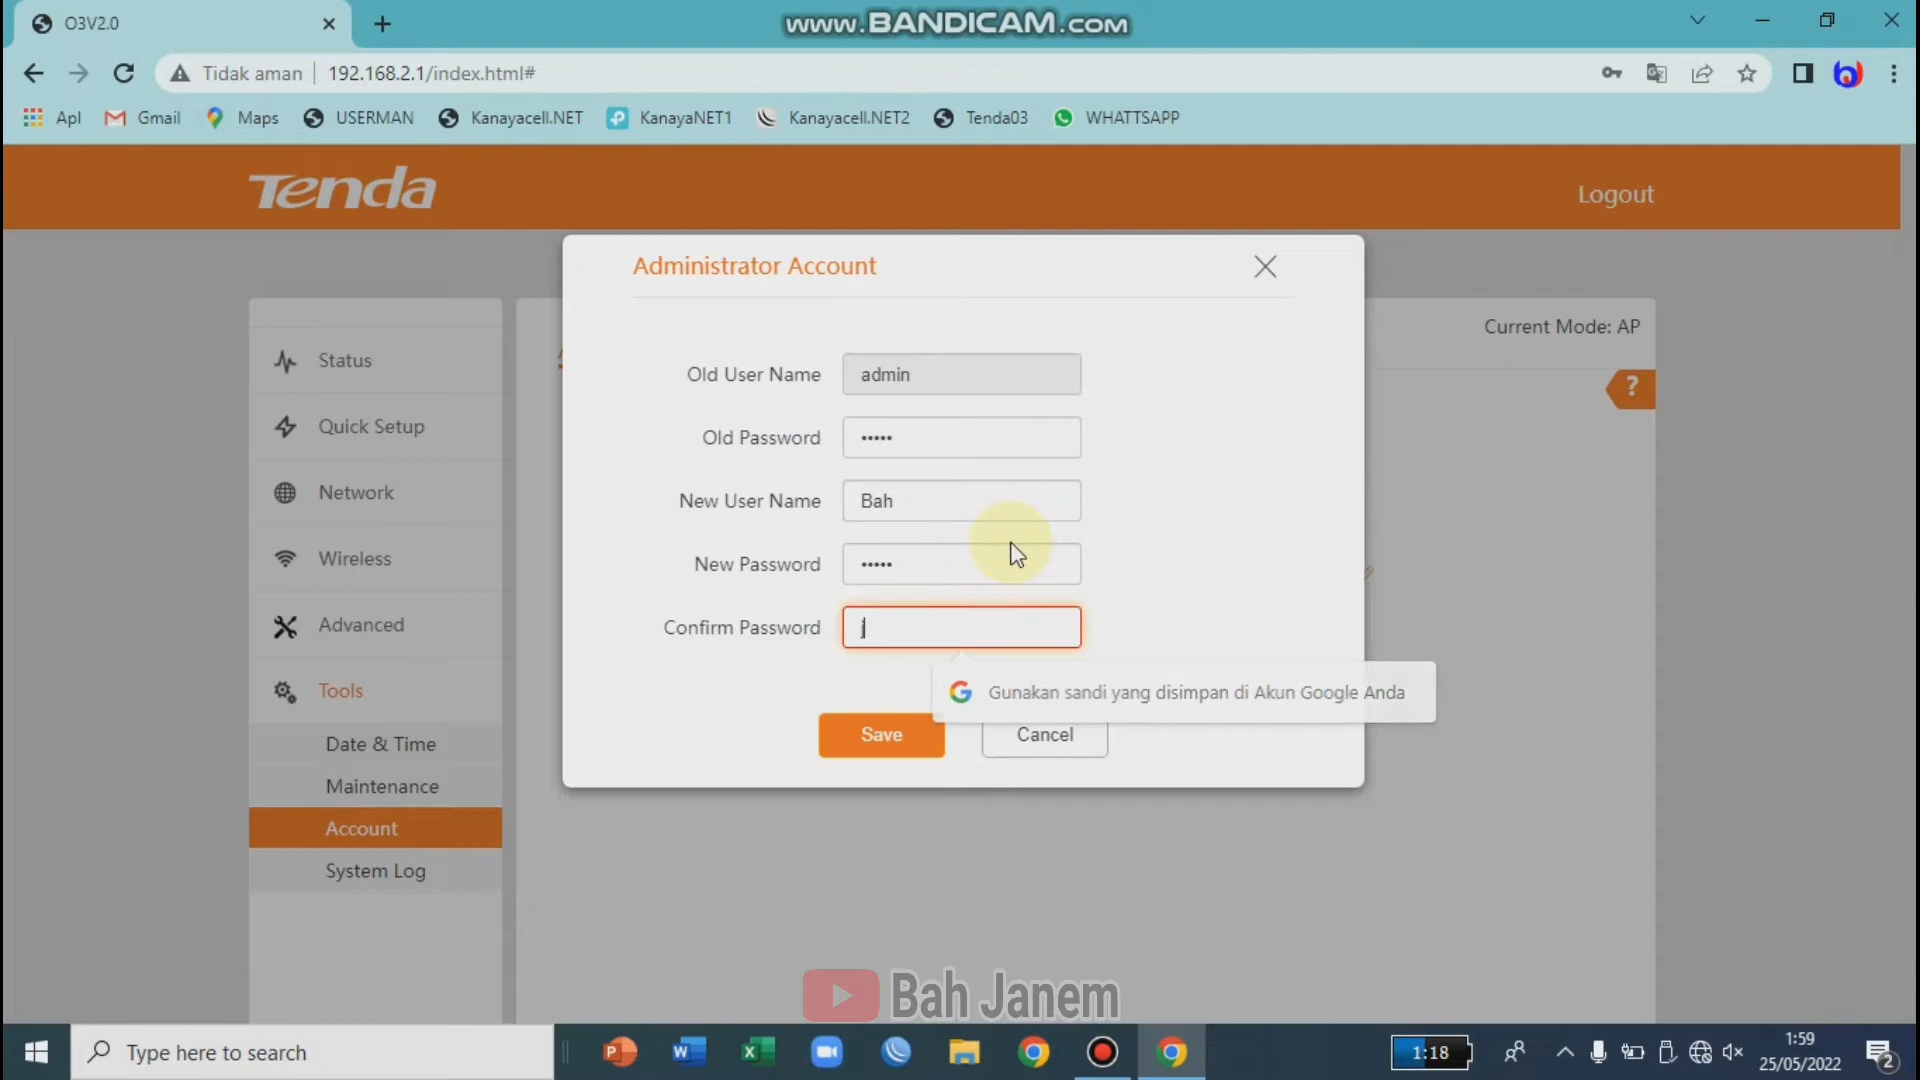 O3V2.0
www.BANDICAM.com
Tidak aman
192.168.2.1/index.html#
Apl
Gmail
Maps
USERMAN
Kanayacell.NET
KanayaNET1
Kanayacell.NET2
Tenda03
WHATTSAPP
Tenda
Logout
Administrator Account
Current Mode: AP
?
Status
Quick Setup
Network
Wireless
Advanced
Tools
Date & Time
Maintenance
Account
System Log
Old User Name
admin
Old Password
•••••
New User Name
Bah
New Password
•••••
Confirm Password
j
Gunakan sandi yang disimpan di Akun Google Anda
Save
Cancel
Bah Janem
Type here to search
1:18
1:59
25/05/2022
2